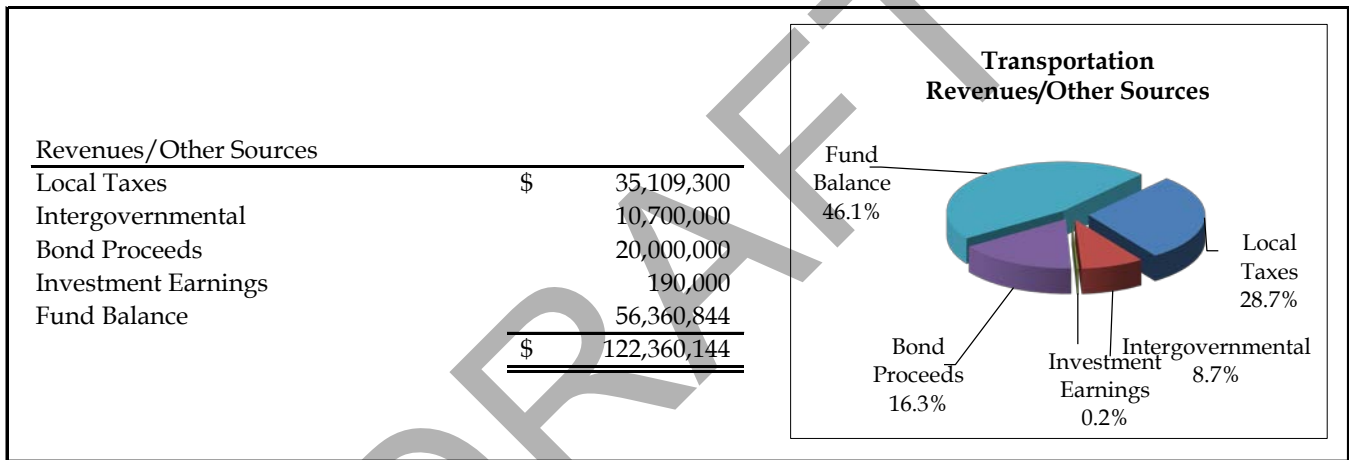 Revenues/Other Sources
Local Taxes $ 35,109,300
Intergovernmental 10,700,000
Bond Proceeds 20,000,000
Investment Earnings 190,000
Fund Balance 56,360,844
$ 122,360,144
Transportation
Revenues/Other Sources
Fund
Balance
46.1%
Local
Taxes
28.7%
Intergovernmental
8.7%
Investment
Earnings
0.2%
Bond
Proceeds
16.3%
DRAFT